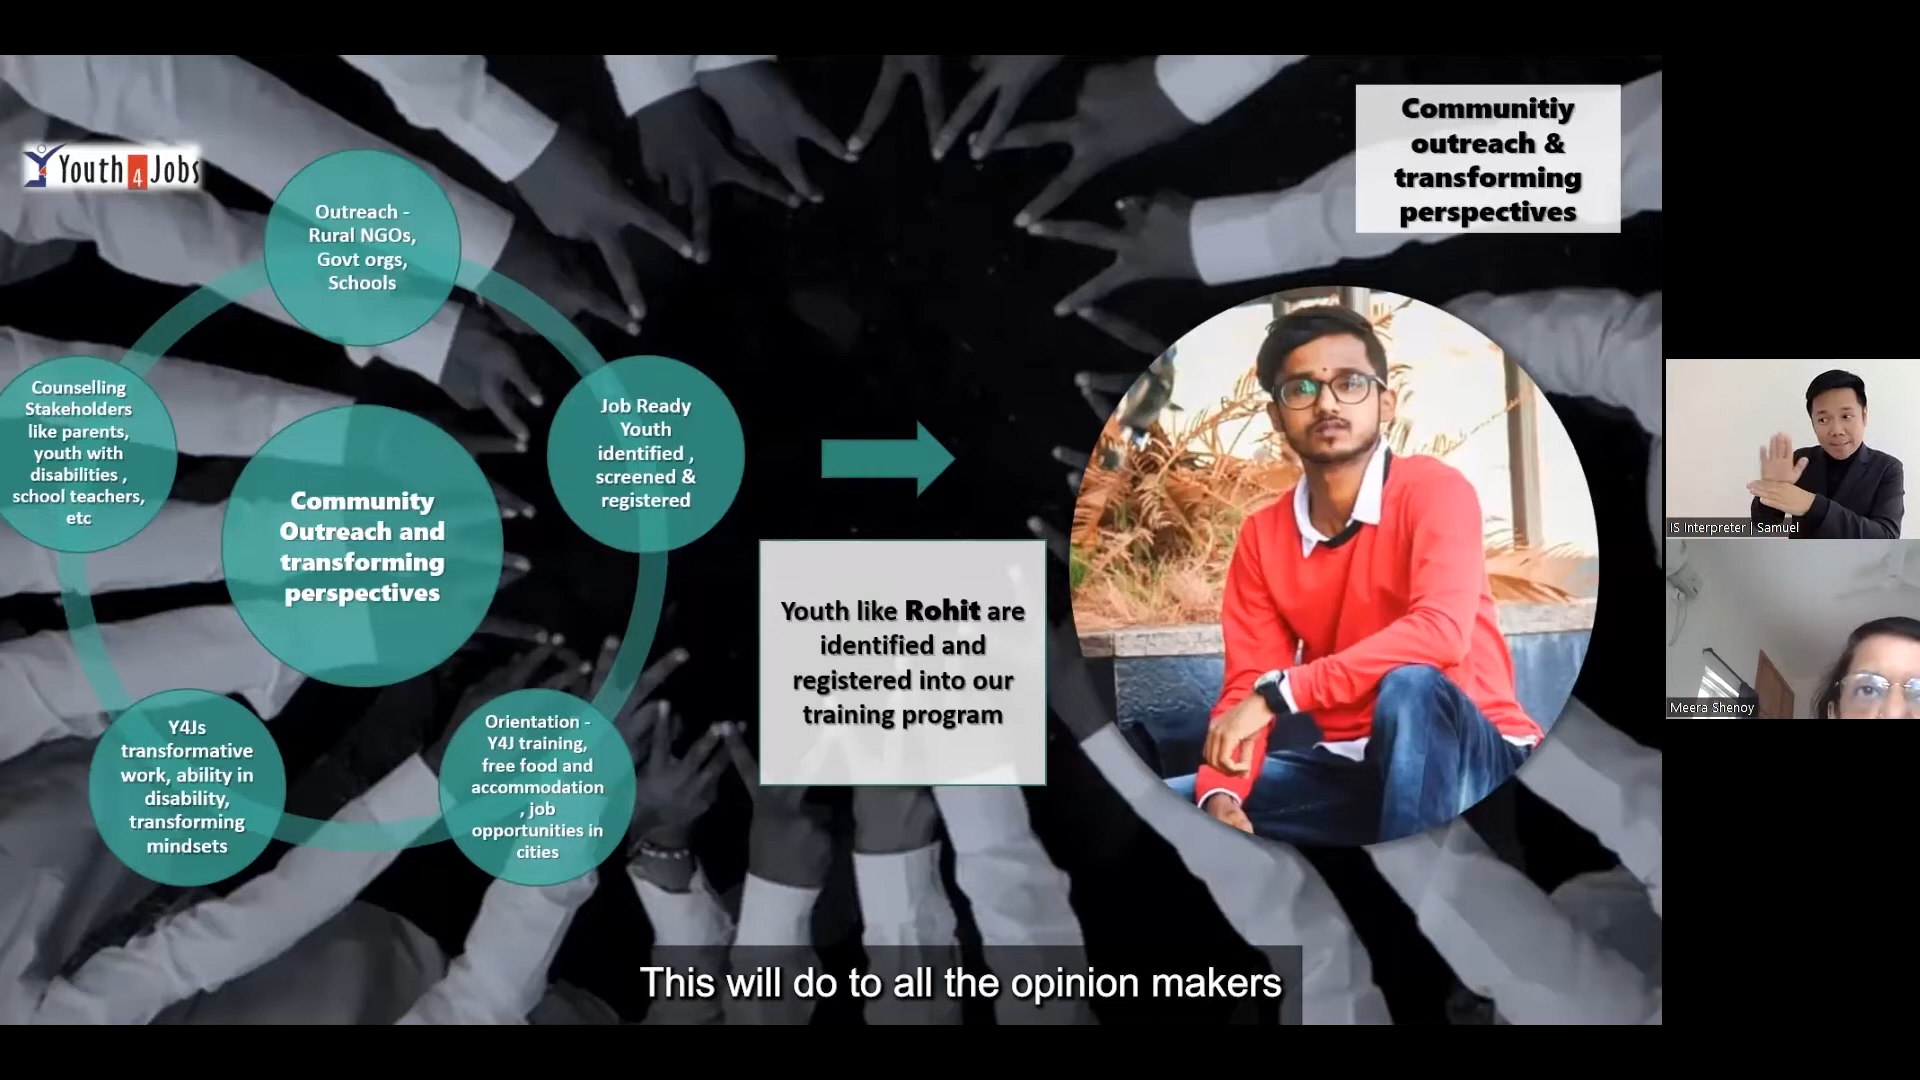 Youth4Jobs
Communitiy
outreach &
transforming
perspectives
Outreach -
Rural NGOs,
Govt orgs,
Schools
Counselling
Stakeholders
like parents,
youth with
disabilities ,
school teachers,
etc
Job Ready
Youth
identified ,
screened &
registered
Community
Outreach and
transforming
perspectives
Y4Js
transformative
work, ability in
disability,
transforming
mindsets
Orientation -
Y4J training,
free food and
accommodation
, job
opportunities in
cities
Youth like Rohit are
identified and
registered into our
training program
IS Interpreter | Samuel
Meera Shenoy
This will do to all the opinion makers